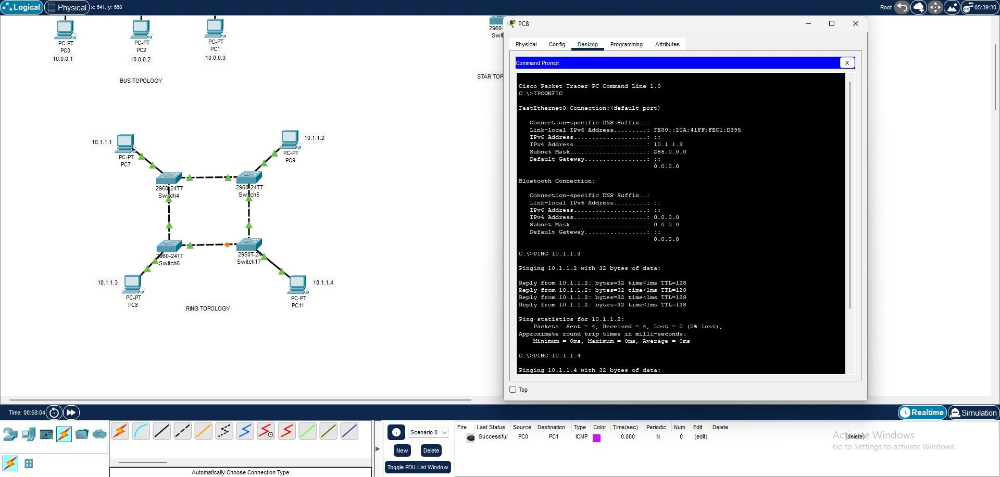 Logical Physical x: 641, y: 668
Root 05:39:30
PC-PT
PC0
10.0.0.1
PC-PT
PC2
10.0.0.2
PC-PT
PC1
10.0.0.3
BUS TOPOLOGY
2960-
Swit
STAR TOP
10.1.1.1
PC-PT
PC7
10.1.1.2
PC-PT
PC9
2960-24TT
Switch4
2960-24TT
Switch5
2960-24TT
Switch6
2950T-24
Switch17
10.1.1.3
PC-PT
PC8
10.1.1.4
PC-PT
PC11
RING TOPOLOGY
PC8
Physical Config Desktop Programming Attributes
Command Prompt X
Cisco Packet Tracer PC Command Line 1.0
C:\>IPCONFIG
FastEthernet0 Connection:(default port)
Connection-specific DNS Suffix..:
Link-local IPv6 Address.........: FE80::20A:41FF:FEC1:D395
IPv6 Address....................: ::
IPv4 Address....................: 10.1.1.3
Subnet Mask.....................: 255.0.0.0
Default Gateway.................: ::
0.0.0.0
Bluetooth Connection:
Connection-specific DNS Suffix..:
Link-local IPv6 Address.........: ::
IPv6 Address....................: ::
IPv4 Address....................: 0.0.0.0
Subnet Mask.....................: 0.0.0.0
Default Gateway.................: ::
0.0.0.0
C:\>PING 10.1.1.2
Pinging 10.1.1.2 with 32 bytes of data:
Reply from 10.1.1.2: bytes=32 time<1ms TTL=128
Reply from 10.1.1.2: bytes=32 time<1ms TTL=128
Reply from 10.1.1.2: bytes=32 time<1ms TTL=128
Reply from 10.1.1.2: bytes=32 time<1ms TTL=128
Ping statistics for 10.1.1.2:
Packets: Sent = 4, Received = 4, Lost = 0 (0% loss),
Approximate round trip times in milli-seconds:
Minimum = 0ms, Maximum = 0ms, Average = 0ms
C:\>PING 10.1.1.4
Pinging 10.1.1.4 with 32 bytes of data:
Top
Time: 00:58:04
Realtime Simulation
Automatically Choose Connection Type
Scenario 0
New Delete
Toggle PDU List Window
Fire Last Status Source Destination Type Color Time(sec) Periodic Num Edit Delete
Successful PC0 PC1 ICMP 0.000 N 0 (edit) (delete)
Activate Windows
Go to Settings to activate Windows.